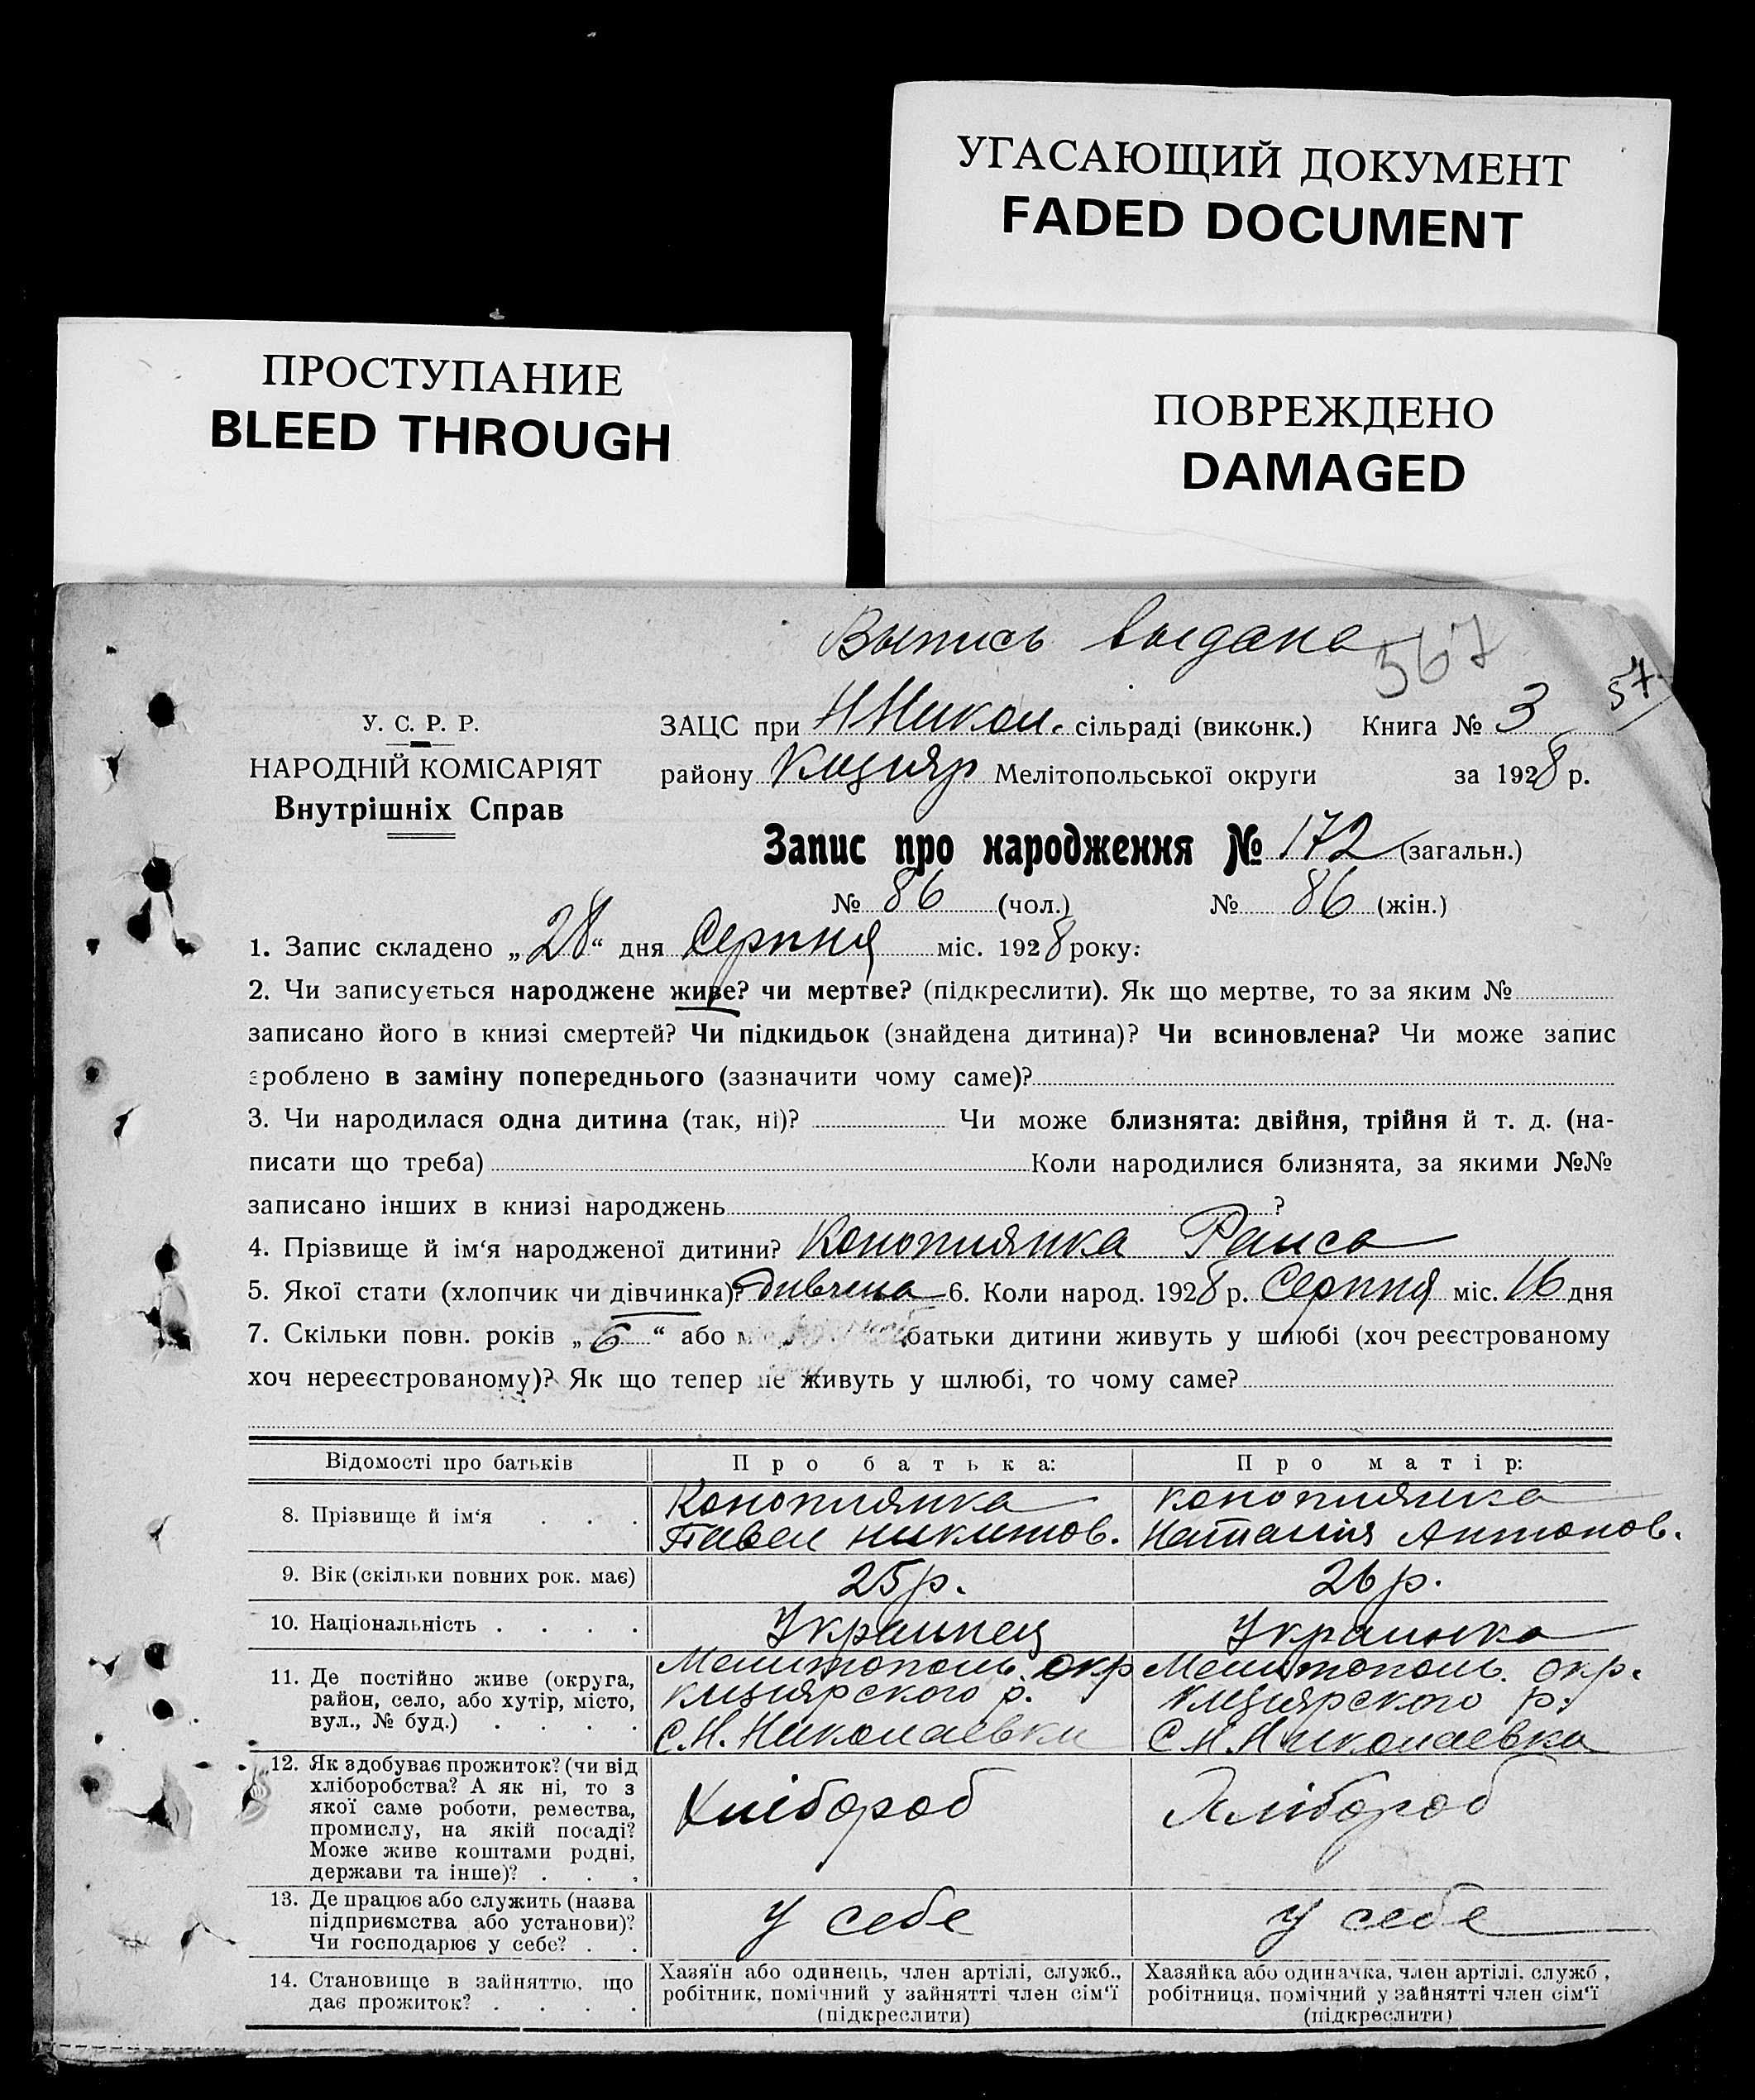 УГАСАЮЩИЙ ДОКУМЕНТ
FADED DOCUMENT
ПРОСТУПАНИЕ
BLEED THROUGH
ПОВРЕЖДЕНО
DAMAGED
Выпись выдана 567
57
У. С. Р. Р.
НАРОДНІЙ КОМІСАРІЯТ
Внутрішніх Справ
ЗАЦС при Н Никол. сільраді (виконк.) Книга № 3
району Кизияр Мелітопольської округи за 1928 р.
Запис про народження № 172 (загальн.)
№ 86 (чол.) № 86 (жін.)
1. Запис складено „28“ дня Серпня міс. 1928 року:
2. Чи записується народжене живе? чи мертве? (підкреслити). Як що мертве, то за яким №
записано його в книзі смертей? Чи підкидьок (знайдена дитина)? Чи всиновлена? Чи може запис
зроблено в заміну попереднього (зазначити чому саме)?
3. Чи народилася одна дитина (так, ні)? Чи може близнята: двійня, трійня й т. д. (на-
писати що треба) Коли народилися близнята, за якими №№
записано інших в книзі народжень ?
4. Прізвище й ім‘я народженої дитини? Коноплянка Раиса
5. Якої стати (хлопчик чи дівчинка)? дивчина 6. Коли народ. 1928 р. Серпня міс. 16 дня
7. Скільки повн. років „6“ або батьки дитини живуть у шлюбі (хоч реєстрованому
хоч нереєстрованому)? Як що тепер не живуть у шлюбі, то чому саме?
Відомості про батьків Про батька: Про матір:
8. Прізвище й ім‘я . . . Коноплянка Коноплянка
Павел никитов. Наталия Антонов.
9. Вік (скільки повних рок. має) 25 р. 26 р.
10. Національність . . . . Украинец Украинка
11. Де постійно живе (округа, Мелитополь. окр Мелитополь. окр.
район, село, або хутір, місто, Кизиярского р. Кизиярского р.
вул., № буд.) . . . . С. Н. Николаевки С. Н. Николаевка
12. Як здобуває прожиток? (чи від
хліборобства? А як ні, то з
якої саме роботи, ремества, Хлібороб Хлібороб
промислу, на якій посаді?
Може живе коштами родні,
держави та інше)? . . .
13. Де працює або служить (назва
підприємства або установи)? У себе У себе
Чи господарює у себе? . .
14. Становище в зайняттю, що Хазяїн або одинець, член артілі, служб., Хазяйка або одиначка, член артілі, служб.,
дає прожиток? . . . . робітник, помічний у зайнятті член сім‘ї робітниця, помічний у зайнятті член сім‘ї
(підкреслити) (підкреслити)